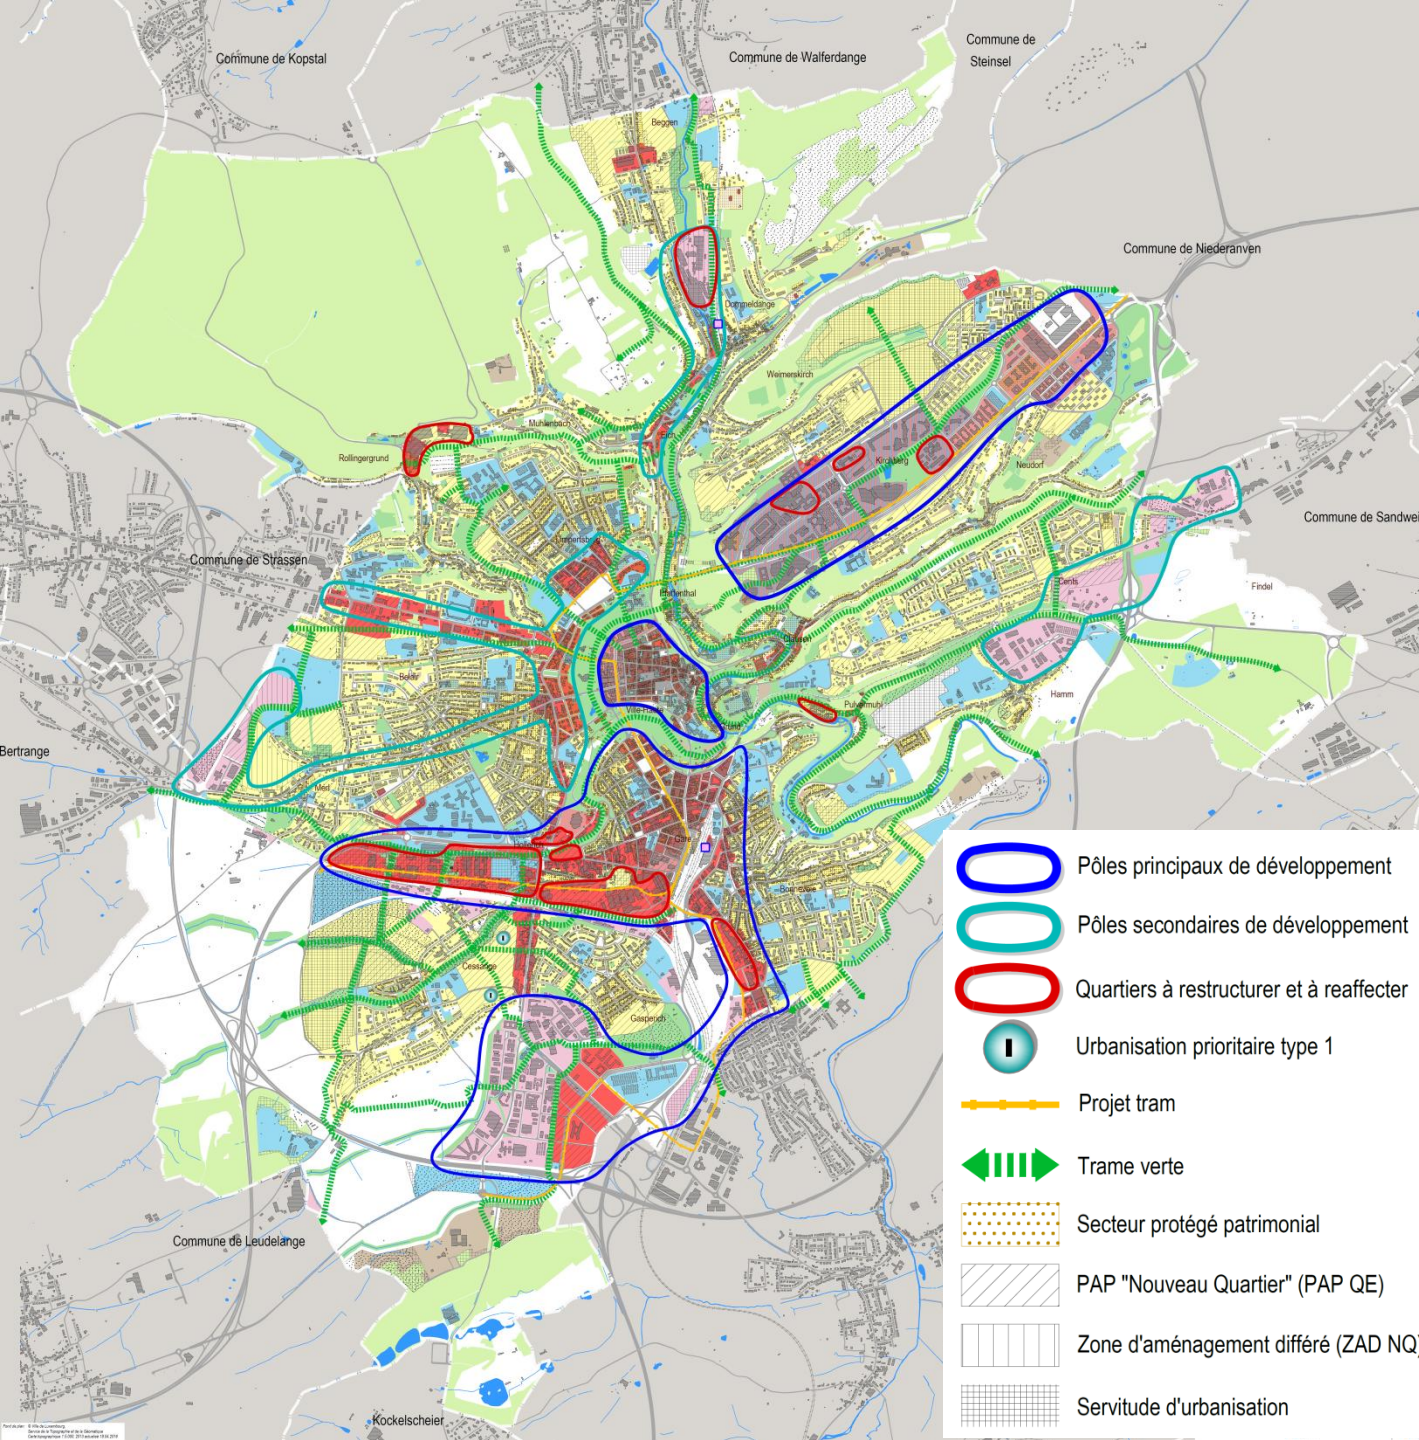 Commune de Kopstal
Commune de Walferdange
Commune de
Steinsel
Beggen
Commune de Niederanven
Dommeldange
Weimerskirch
Muhlenbach
Eich
Rollingergrund
Kirchberg
Neudorf
Commune de Sandwei
Commune de Strassen
Limpertsberg
Cents
Findel
Clausen
Belair
Hamm
Ville-Haute
Pulvermuhl
Grund
Bertrange
Merl
Gare
Bonnevoie
Cessange
Gasperich
Commune de Leudelange
Kockelscheier
Pôles principaux de développement
Pôles secondaires de développement
Quartiers à restructurer et à reaffecter
Urbanisation prioritaire type 1
Projet tram
Trame verte
Secteur protégé patrimonial
PAP "Nouveau Quartier" (PAP QE)
Zone d'aménagement différé (ZAD NQ)
Servitude d'urbanisation